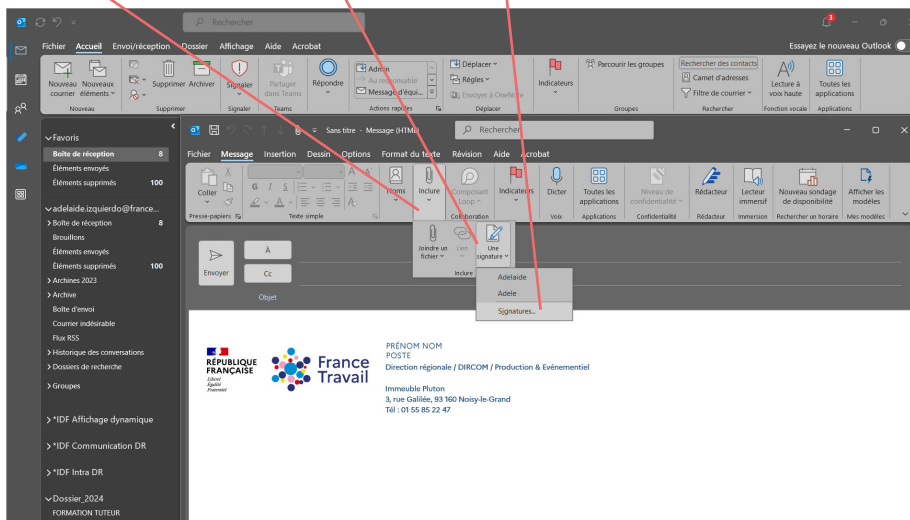 Rechercher
3
Fichier Accueil Envoi/réception Dossier Affichage Aide Acrobat
Essayez le nouveau Outlook
Nouveau courrier
Nouveaux éléments
Supprimer
Archiver
Signaler
Partager dans Teams
Répondre
Admin
Au responsable
Message d'équi...
Déplacer
Règles
Envoyer à OneNote
Indicateurs
Parcourir les groupes
Rechercher des contacts
Carnet d'adresses
Filtre de courrier
Lecture à voix haute
Toutes les applications
Nouveau Supprimer Signaler Teams Actions rapides Déplacer Groupes Rechercher Fonction vocale Applications
Favoris
Boîte de réception 8
Éléments envoyés
Éléments supprimés 100
adelaide.izquierdo@france...
Boîte de réception 8
Brouillons
Éléments envoyés
Éléments supprimés 100
Archines 2023
Archive
Boîte d'envoi
Courrier indésirable
Flux RSS
Historique des conversations
Dossiers de recherche
Groupes
*IDF Affichage dynamique
*IDF Communication DR
*IDF Intra DR
Dossier_2024
FORMATION TUTEUR
Sans titre - Message (HTML)
Rechercher
Fichier Message Insertion Dessin Options Format du texte Révision Aide Acrobat
Coller
G I S
Noms
Inclure
Composant Loop
Indicateurs
Dicter
Toutes les applications
Niveau de confidentialité
Rédacteur
Lecteur immersif
Nouveau sondage de disponibilité
Afficher les modèles
Presse-papiers Texte simple Collaboration Voix Applications Confidentialité Rédacteur Immersion Rechercher un horaire Mes modèles
Joindre un fichier
Lien
Une signature
Inclure
Adelaide
Adele
Signatures...
Envoyer
À
Cc
Objet
RÉPUBLIQUE
FRANÇAISE
Liberté
Égalité
Fraternité
France
Travail
PRÉNOM NOM
POSTE
Direction régionale / DIRCOM / Production & Evénementiel
Immeuble Pluton
3, rue Galilée, 93 160 Noisy-le-Grand
Tél : 01 55 85 22 47